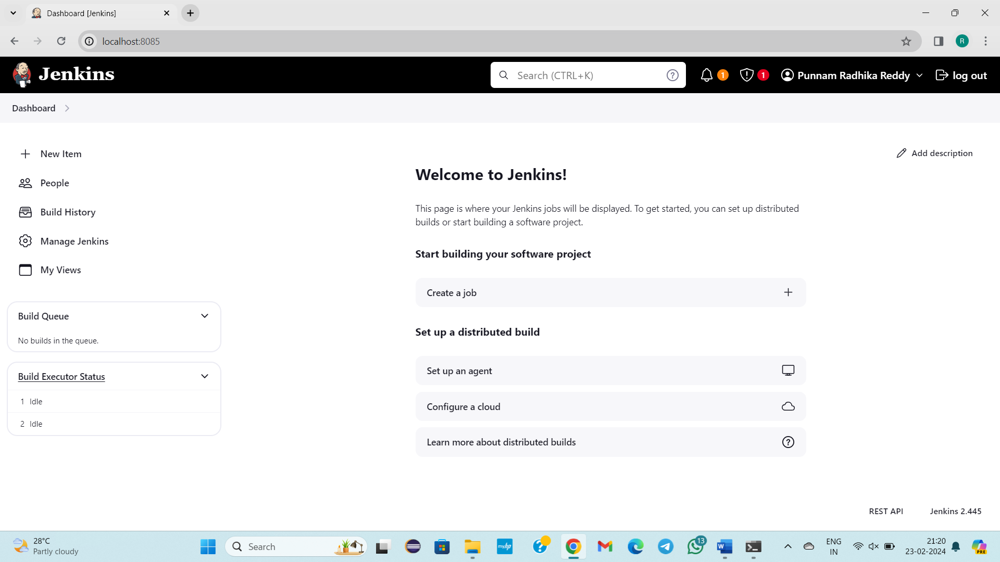 Dashboard [Jenkins]
localhost:8085
R
Jenkins
Search (CTRL+K)
1
1
Punnam Radhika Reddy
log out
Dashboard
New Item
People
Build History
Manage Jenkins
My Views
Build Queue
No builds in the queue.
Build Executor Status
1 Idle
2 Idle
Add description
Welcome to Jenkins!
This page is where your Jenkins jobs will be displayed. To get started, you can set up distributed
builds or start building a software project.
Start building your software project
Create a job
Set up a distributed build
Set up an agent
Configure a cloud
Learn more about distributed builds
REST API
Jenkins 2.445
28°C
Partly cloudy
Search
myhp
13
W
ENG
IN
21:20
23-02-2024
PRE